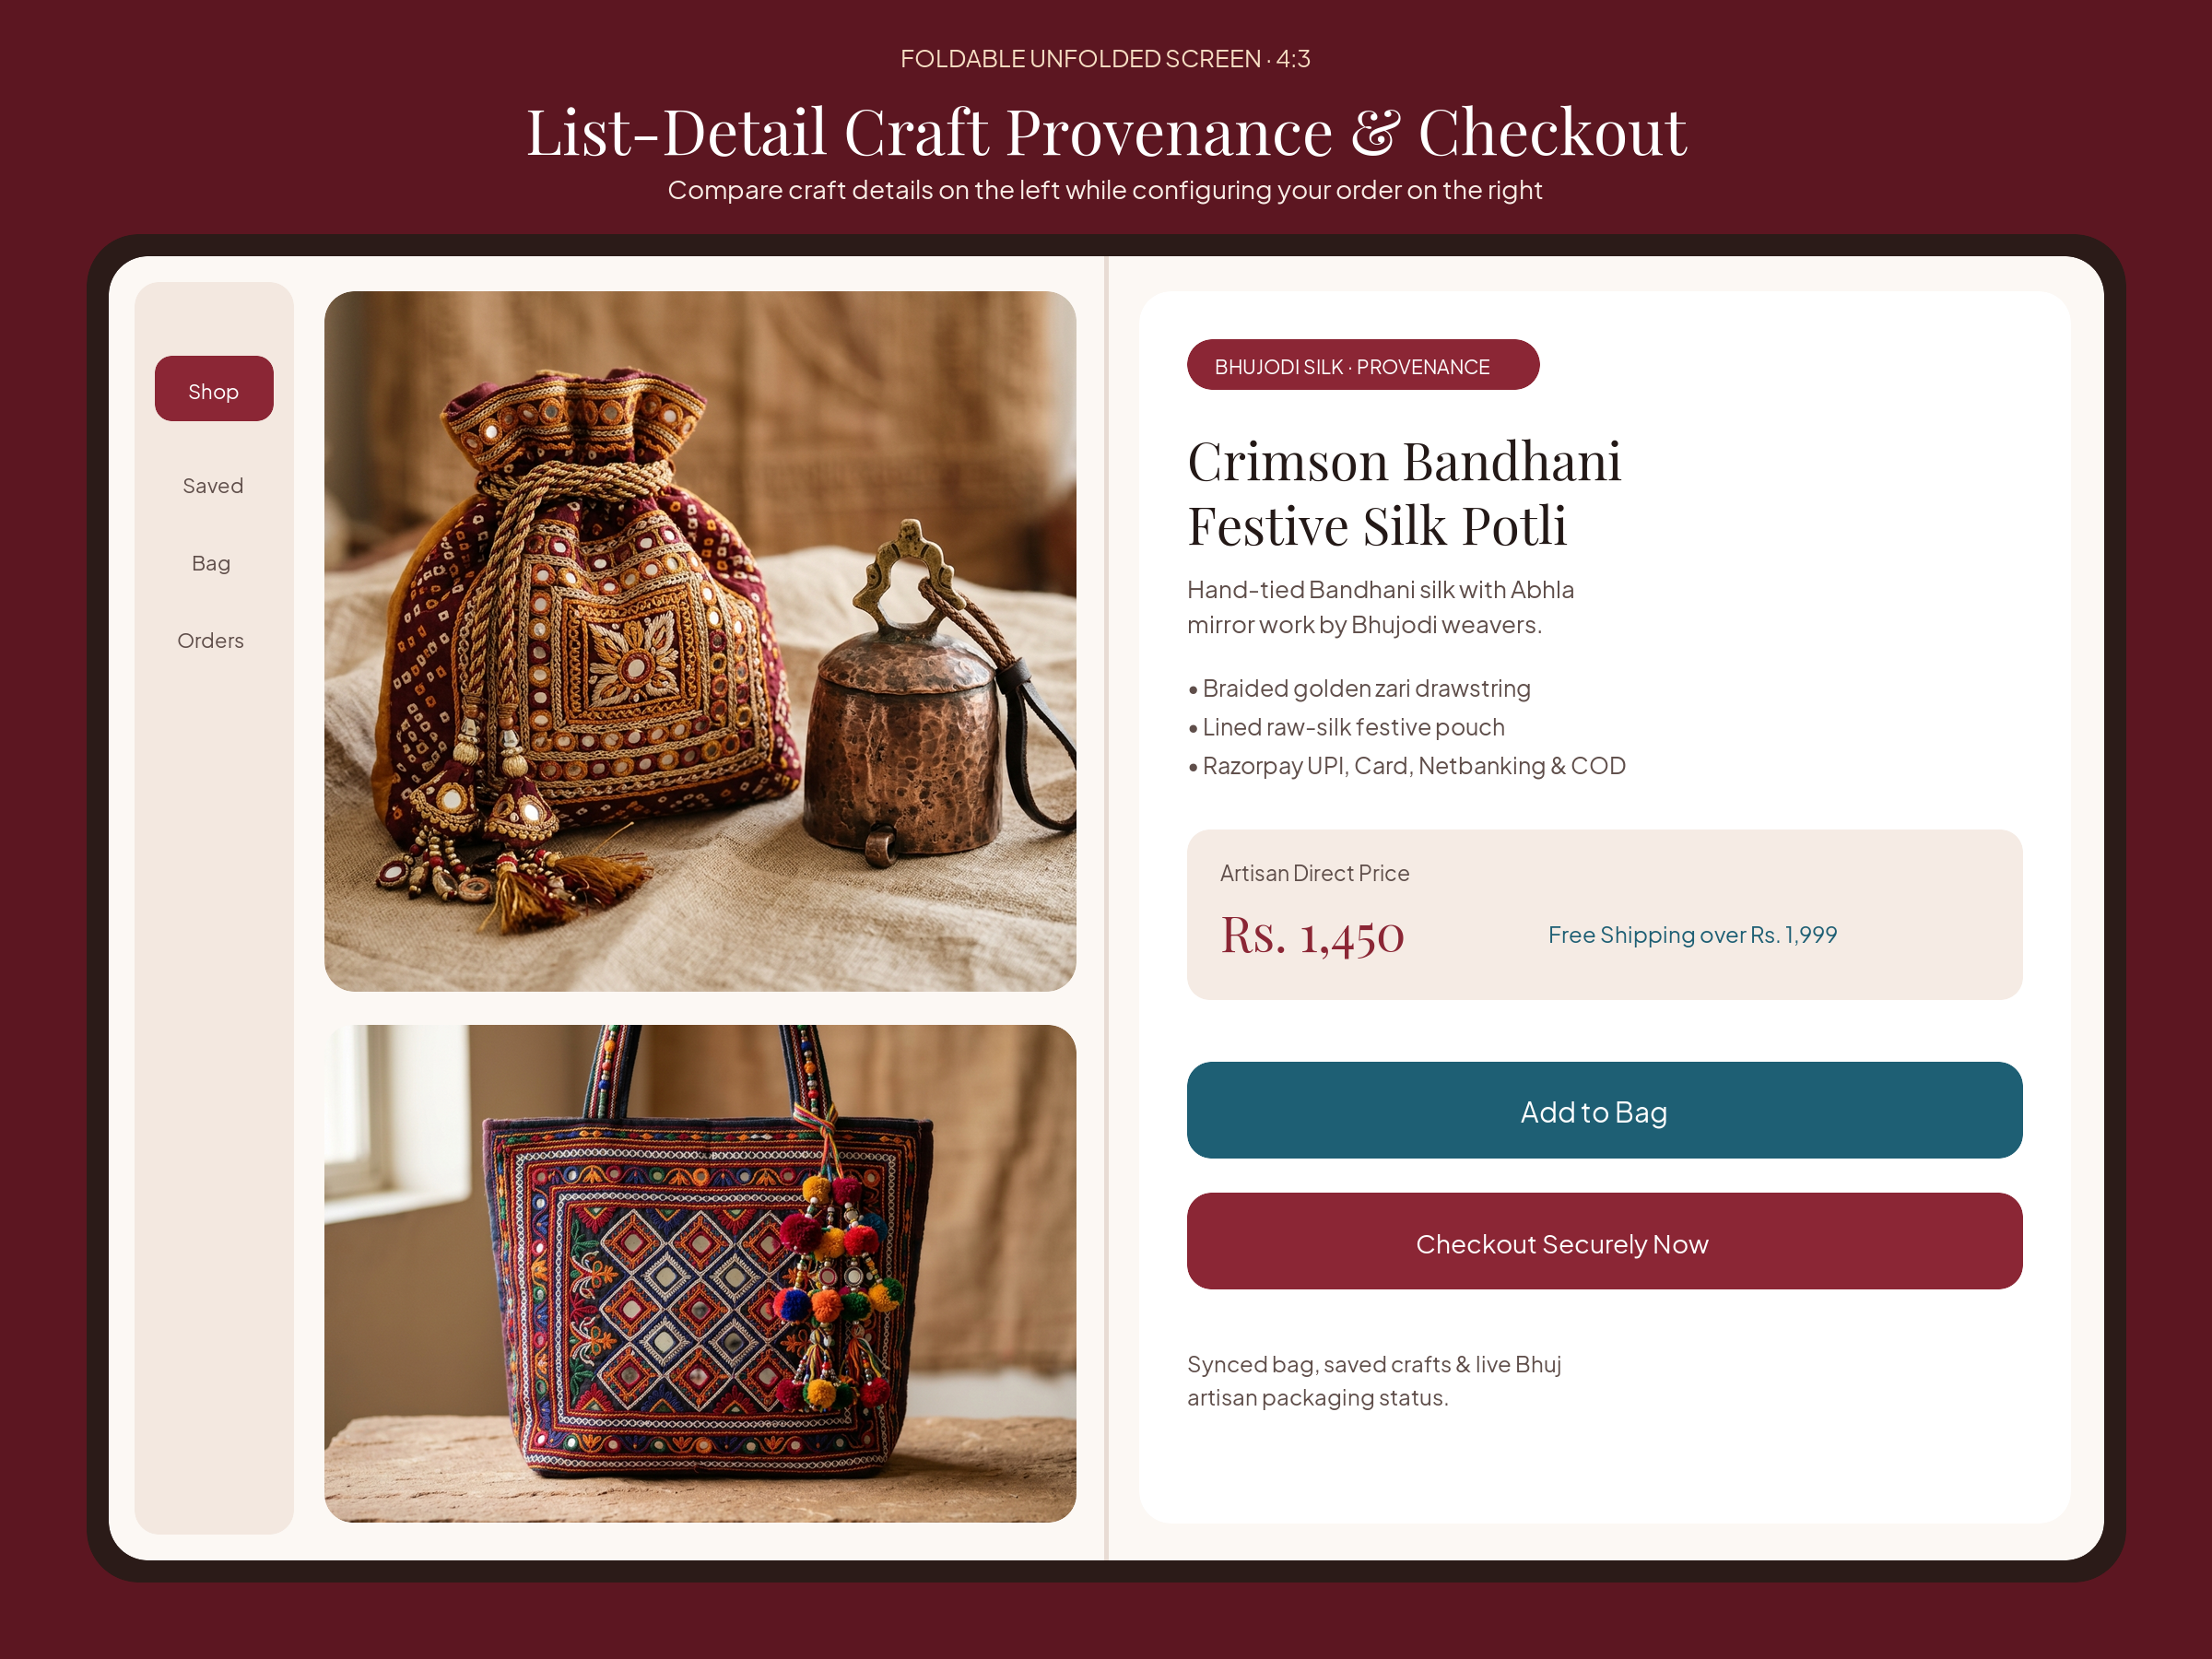 FOLDABLE UNFOLDED SCREEN · 4:3
List-Detail Craft Provenance & Checkout
Compare craft details on the left while configuring your order on the right
Shop
Saved
Bag
Orders
BHUJODI SILK · PROVENANCE
Crimson Bandhani
Festive Silk Potli
Hand-tied Bandhani silk with Abhla
mirror work by Bhujodi weavers.
• Braided golden zari drawstring
• Lined raw-silk festive pouch
• Razorpay UPI, Card, Netbanking & COD
Artisan Direct Price
Rs. 1,450
Free Shipping over Rs. 1,999
Add to Bag
Checkout Securely Now
Synced bag, saved crafts & live Bhuj
artisan packaging status.